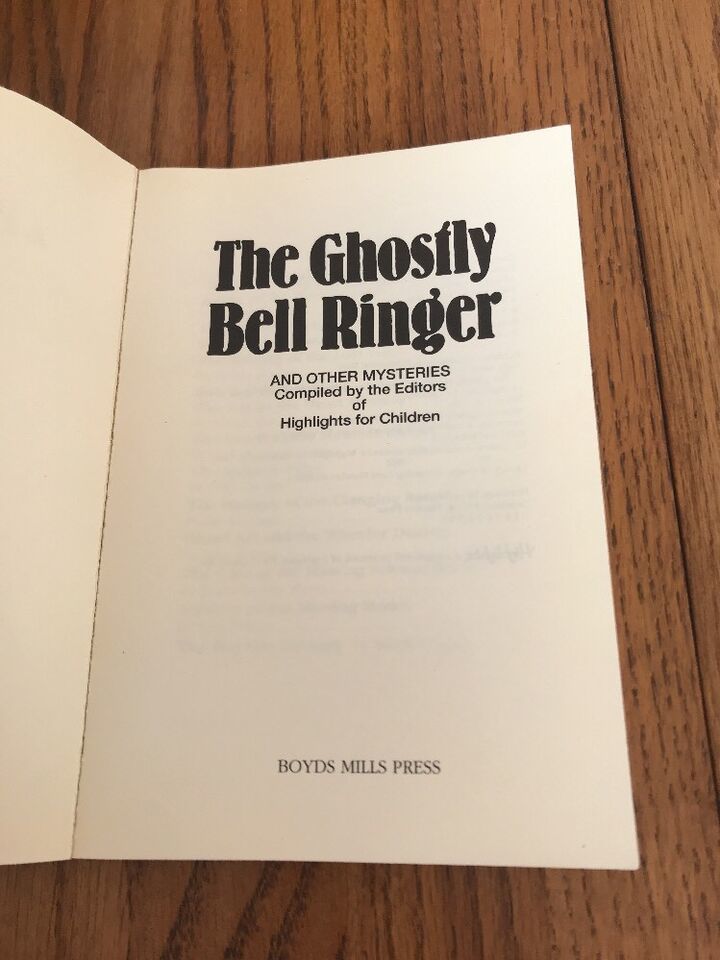 The Ghostly
Bell Ringer
AND OTHER MYSTERIES
Compiled by the Editors
of
Highlights for Children
BOYDS MILLS PRESS